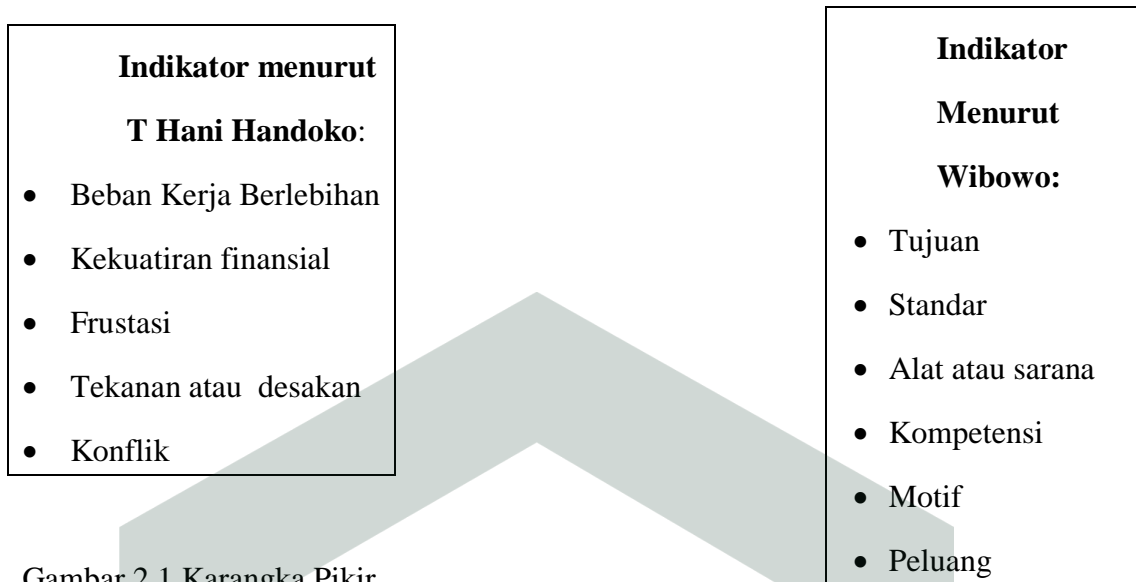 Indikator menurut
T Hani Handoko:
• Beban Kerja Berlebihan
• Kekuatiran finansial
• Frustasi
• Tekanan atau desakan
• Konflik
Indikator
Menurut
Wibowo:
• Tujuan
• Standar
• Alat atau sarana
• Kompetensi
• Motif
• Peluang
Gambar 2.1 Karangka Pikir